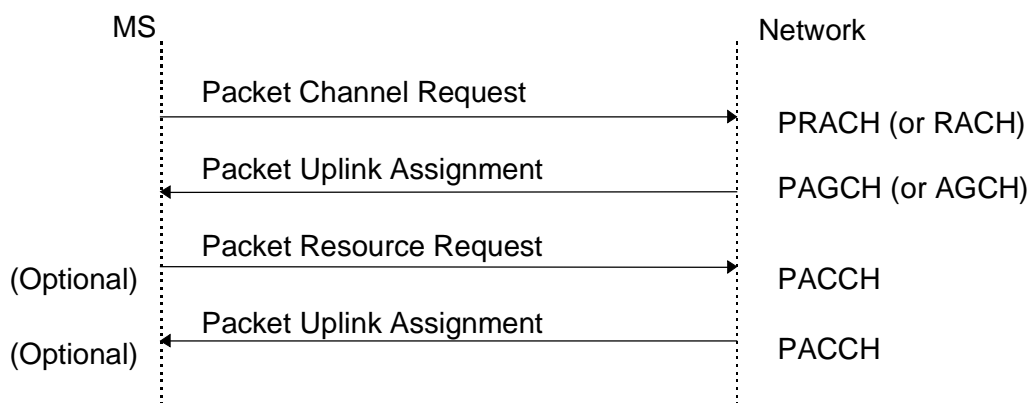 MS
Network
Packet Channel Request
PRACH (or RACH)
Packet Uplink Assignment
PAGCH (or AGCH)
Packet Resource Request
(Optional)
PACCH
Packet Uplink Assignment
(Optional)
PACCH